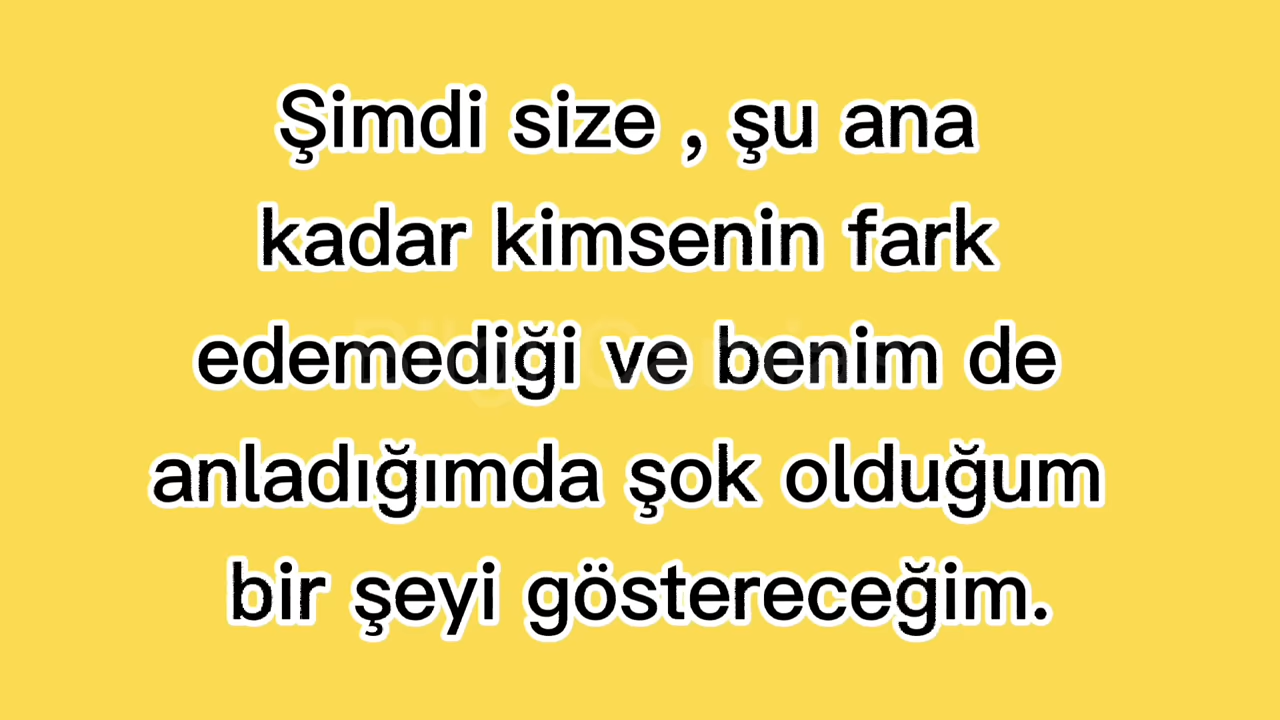 Şimdi size , şu ana
kadar kimsenin fark
edemediği ve benim de
anladığımda şok olduğum
bir şeyi göstereceğim.